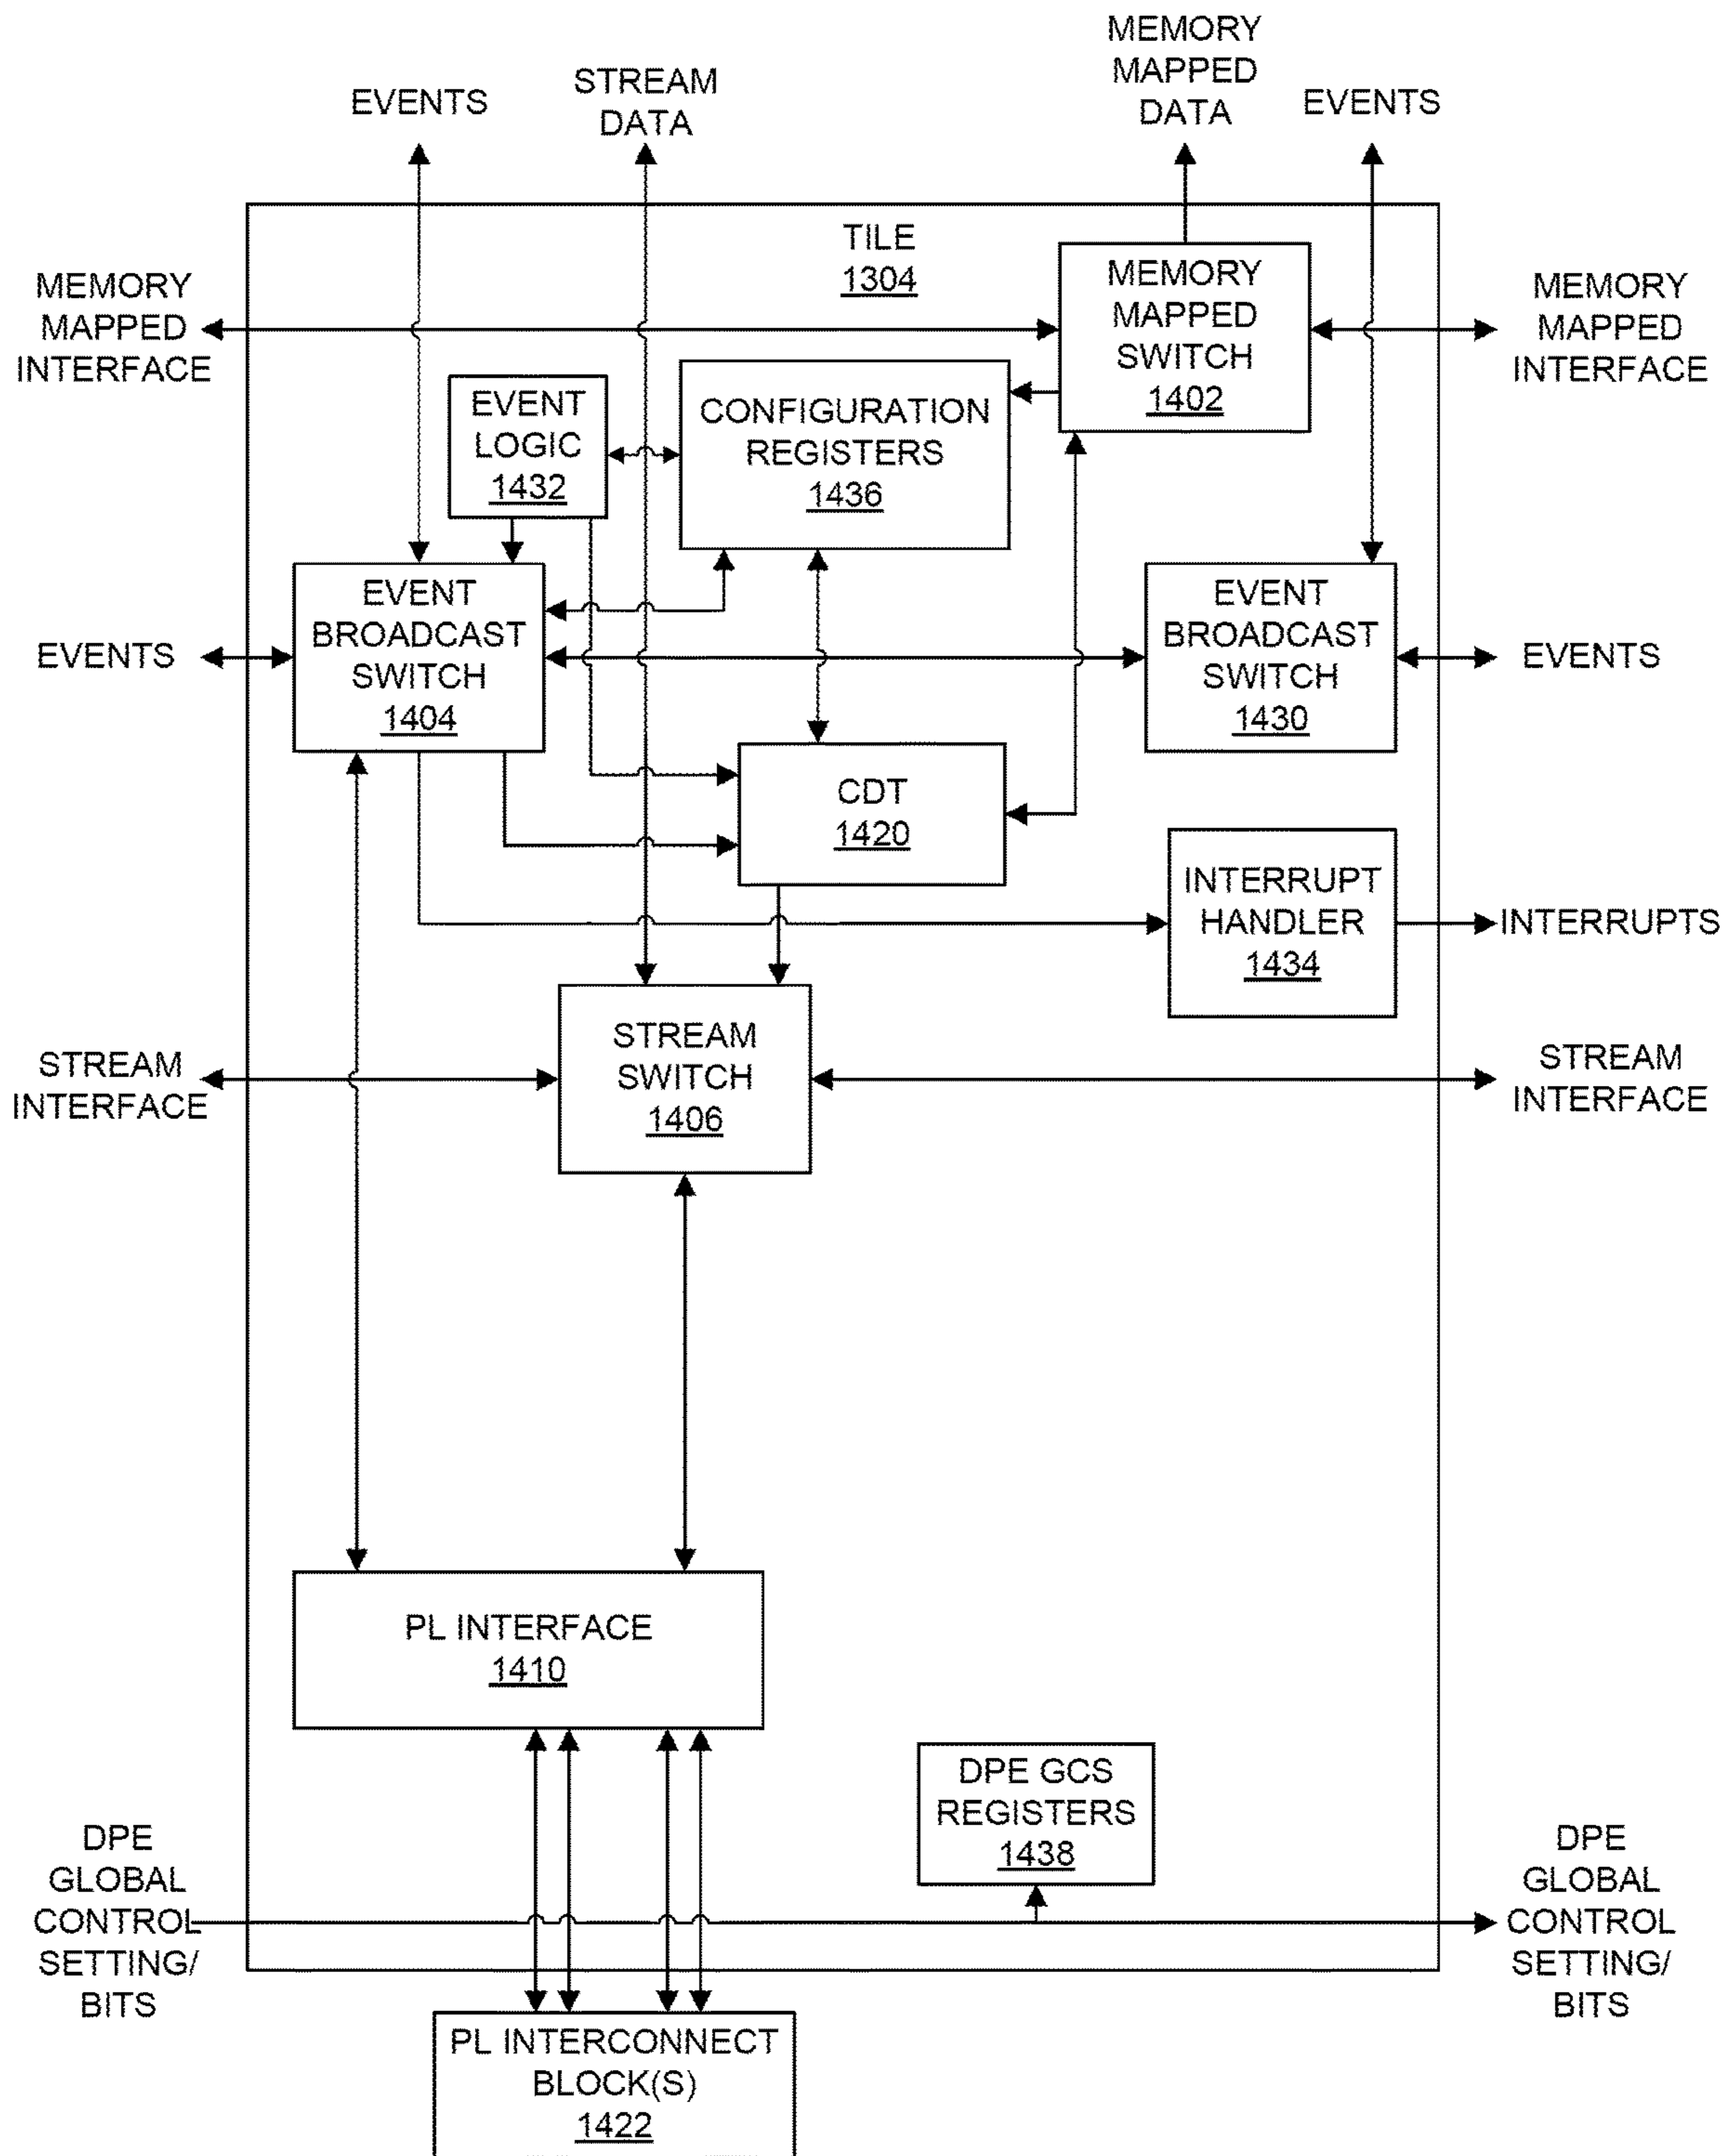 EVENTS
STREAM
DATA
MEMORY
MAPPED
DATA
EVENTS
TILE
1304
MEMORY
MAPPED
INTERFACE
MEMORY
MAPPED
SWITCH
1402
MEMORY
MAPPED
INTERFACE
EVENT
LOGIC
1432
CONFIGURATION
REGISTERS
1436
EVENTS
EVENT
BROADCAST
SWITCH
1404
EVENT
BROADCAST
SWITCH
1430
EVENTS
CDT
1420
INTERRUPT
HANDLER
1434
INTERRUPTS
STREAM
INTERFACE
STREAM
SWITCH
1406
STREAM
INTERFACE
PL INTERFACE
1410
DPE GCS
REGISTERS
1438
DPE
GLOBAL
CONTROL
SETTING/
BITS
DPE
GLOBAL
CONTROL
SETTING/
BITS
PL INTERCONNECT
BLOCK(S)
1422